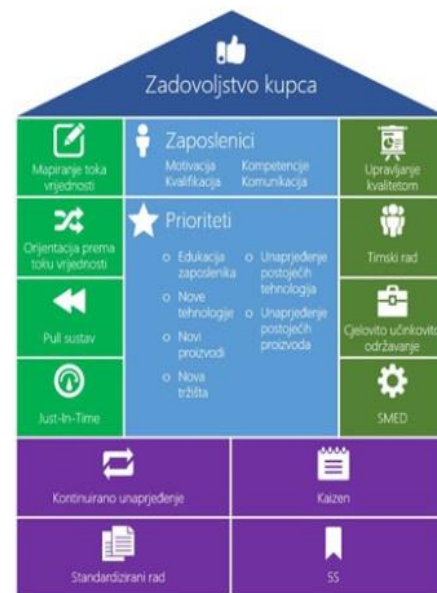 Zadovoljstvo kupca
Mapiranje toka
vrijednosti
Zaposlenici
Motivacija
Kvalifikacija
Kompetencije
Komunikacija
Upravljanje
kvalitetom
Orijentacija prema
toku vrijednosti
Prioriteti
Edukacija
zaposlenika
Nove
tehnologije
Novi
proizvodi
Nova
tržišta
Unaprjeđenje
postojećih
tehnologija
Unaprjeđenje
postojećih
proizvoda
Timski rad
Pull sustav
Cjelovito učinkovito
održavanje
Just-In-Time
SMED
Kontinuirano unaprjeđenje
Kaizen
Standardizirani rad
5S